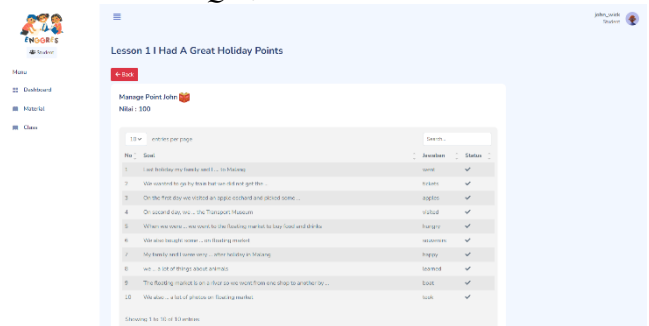 john_wick
Student
ENGGRIS
Student
Menu
Dashboard
Material
Class
Lesson 1 I Had A Great Holiday Points
Back
Manage Point John
Nilai : 100
10 entries per page
Search...
No Soal Jawaban Status
1 Last holiday my family and I ... to Malang went
2 We wanted to go by train but we did not get the ... tickets
3 On the first day we visited an apple orchard and picked some ... apples
4 On second day, we ... the Transport Museum visited
5 When we were ... we went to the floating market to buy food and drinks hungry
6 We also bought some ... on floating market souvenirs
7 My family and I were very ... after holiday in Malang happy
8 we ... a lot of things about animals learned
9 The floating market is on a river so we went from one shop to another by ... boat
10 We also ... a lot of photos on floating market took
Showing 1 to 10 of 10 entries